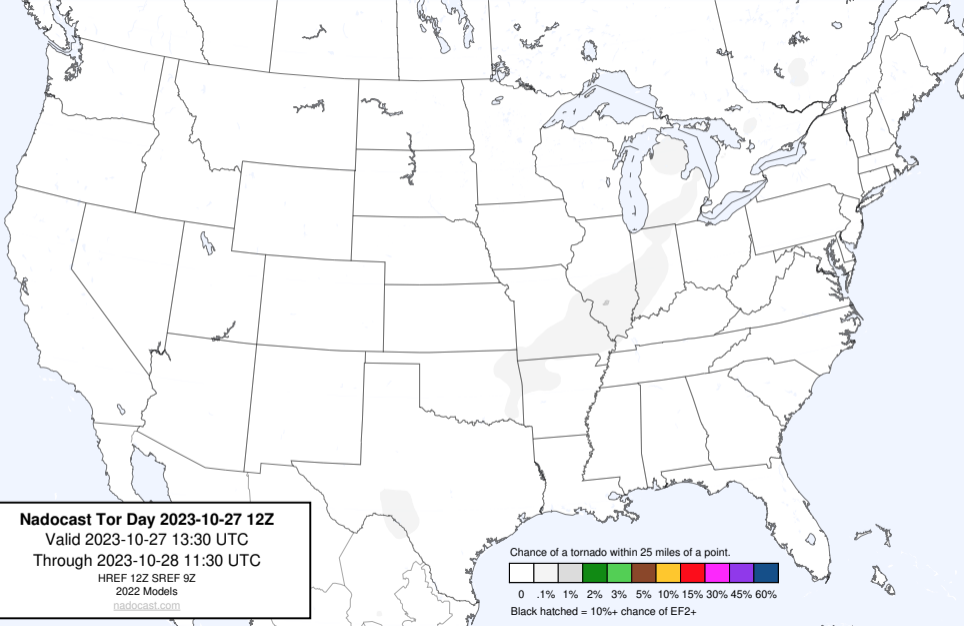 Nadocast Tor Day 2023-10-27 12Z
Valid 2023-10-27 13:30 UTC
Through 2023-10-28 11:30 UTC
HREF 12Z SREF 9Z
2022 Models
nadocast.com
Chance of a tornado within 25 miles of a point.
0 .1% 1% 2% 3% 5% 10% 15% 30% 45% 60%
Black hatched = 10%+ chance of EF2+